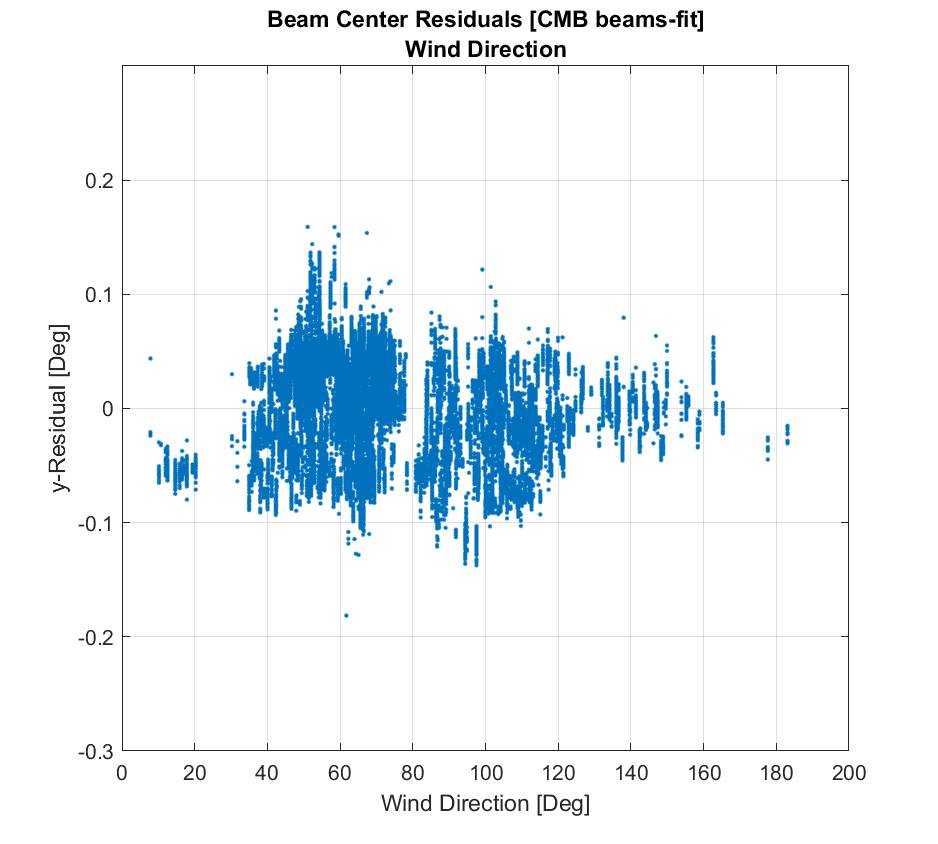 Beam Center Residuals [CMB beams-fit]
Wind Direction
y-Residual [Deg]
0.2
0.1
0
-0.1
-0.2
-0.3
0 20 40 60 80 100 120 140 160 180 200
Wind Direction [Deg]